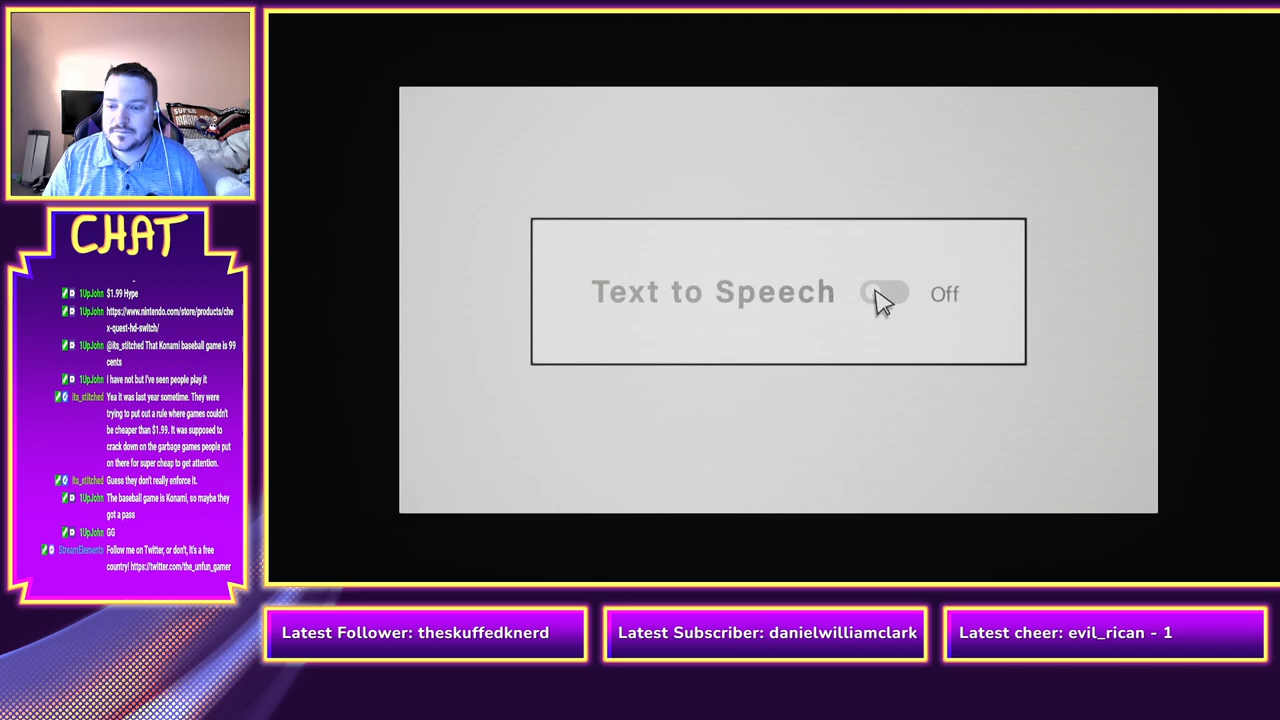 CHAT
1UpJohn $1.99 Hype
1UpJohn https://www.nintendo.com/store/products/che
x-quest-hd-switch/
1UpJohn @its_stitched That Konami baseball game is 99
cents
1UpJohn I have not but I've seen people play it
its_stitched Yea it was last year sometime. They were
trying to put out a rule where games couldn't
be cheaper than $1.99. It was supposed to
crack down on the garbage games people put
on there for super cheap to get attention.
its_stitched Guess they don't really enforce it.
1UpJohn The baseball game is Konami, so maybe they
got a pass
1UpJohn GG
StreamElements Follow me on Twitter, or don't, it's a free
country! https://twitter.com/the_unfun_gamer
SUPER
MARIO
Text to Speech Off
Latest Follower: theskuffedknerd
Latest Subscriber: danielwilliamclark
Latest cheer: evil_rican - 1